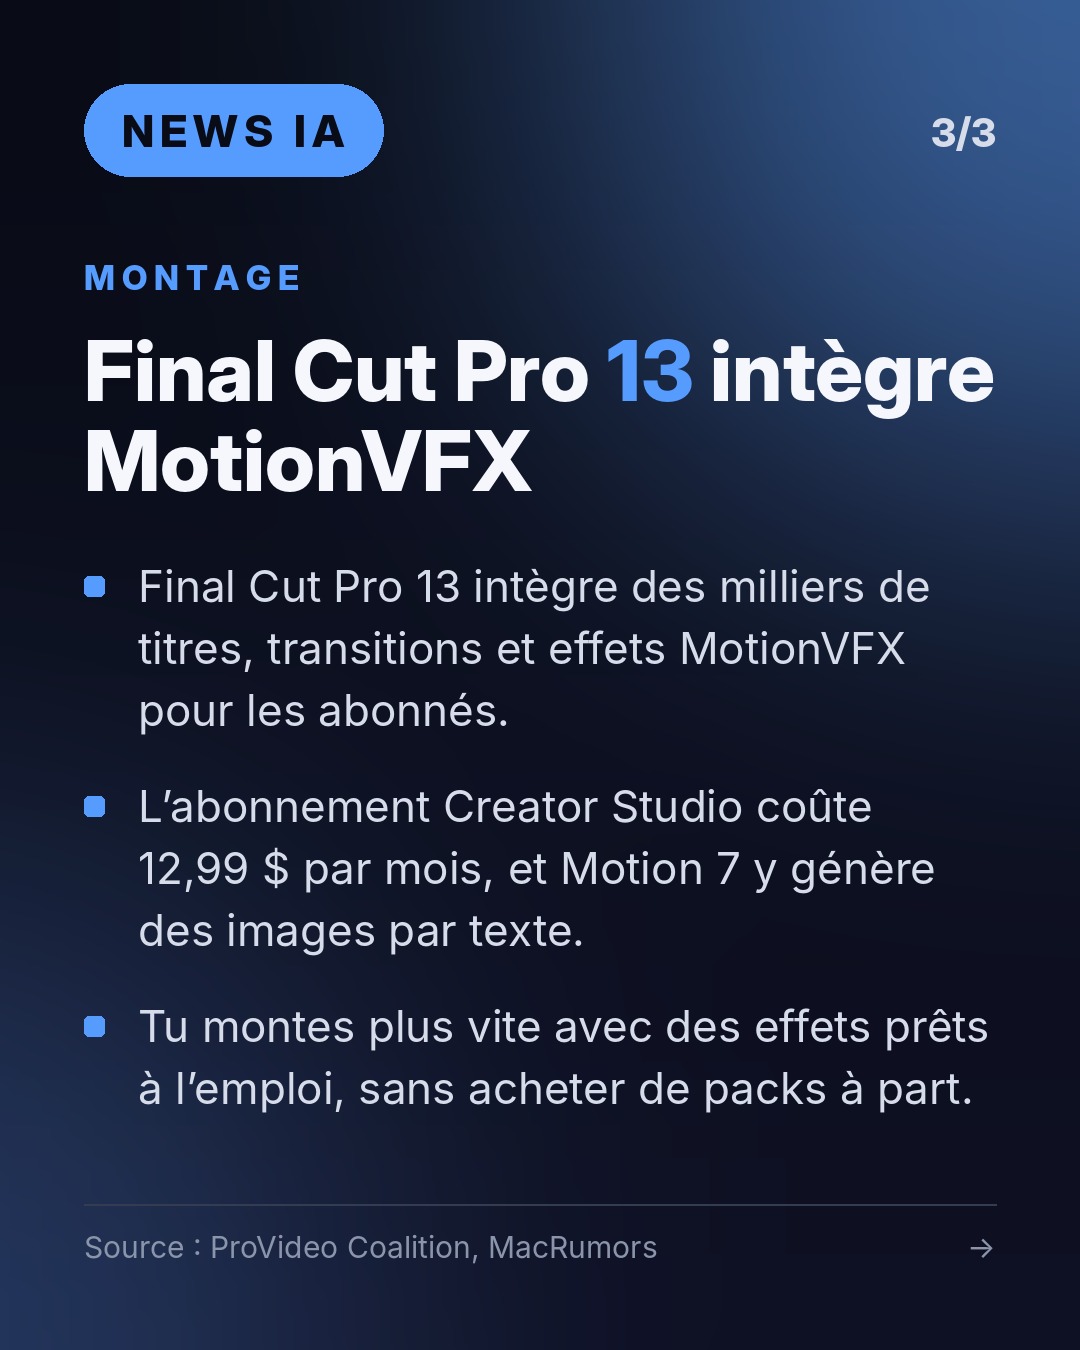 NEWS IA
3/3
MONTAGE
Final Cut Pro 13 intègre
MotionVFX
Final Cut Pro 13 intègre des milliers de
titres, transitions et effets MotionVFX
pour les abonnés.
L’abonnement Creator Studio coûte
12,99 $ par mois, et Motion 7 y génère
des images par texte.
Tu montes plus vite avec des effets prêts
à l’emploi, sans acheter de packs à part.
Source : ProVideo Coalition, MacRumors
→